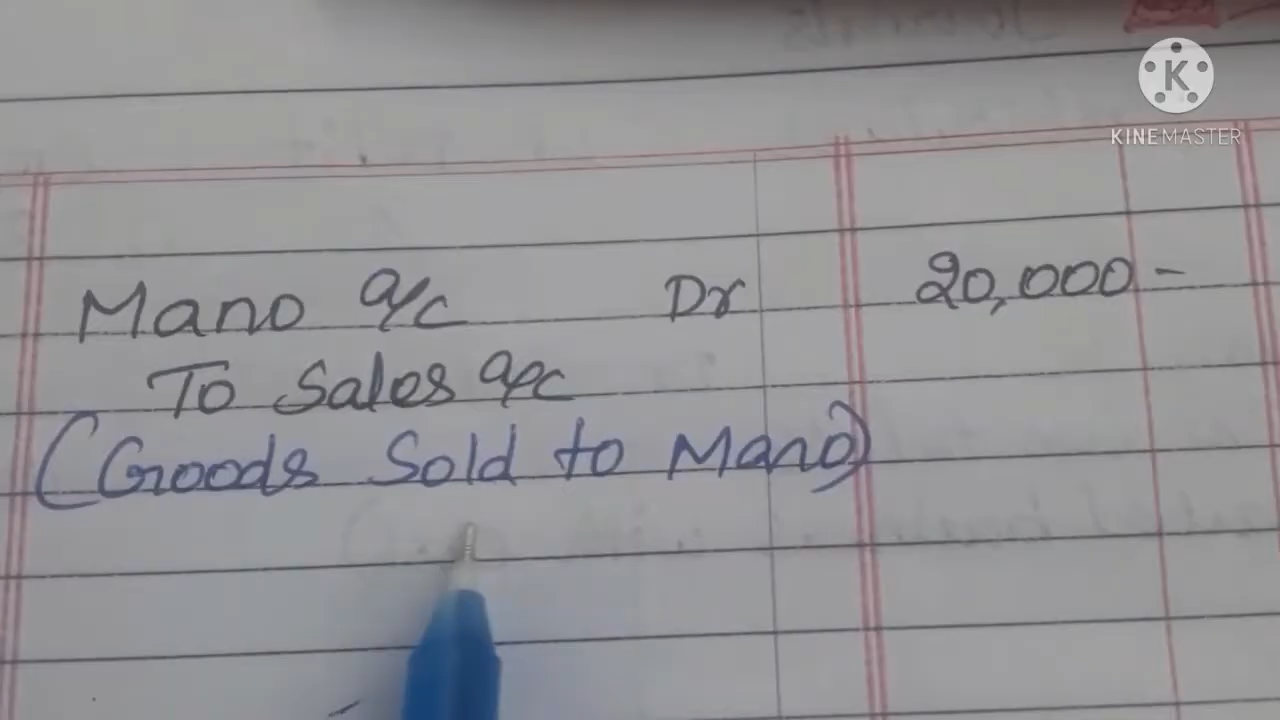 KINEMASTER
Mano a/c Dr 20,000 -
To Sales a/c
(Goods Sold to Mano)